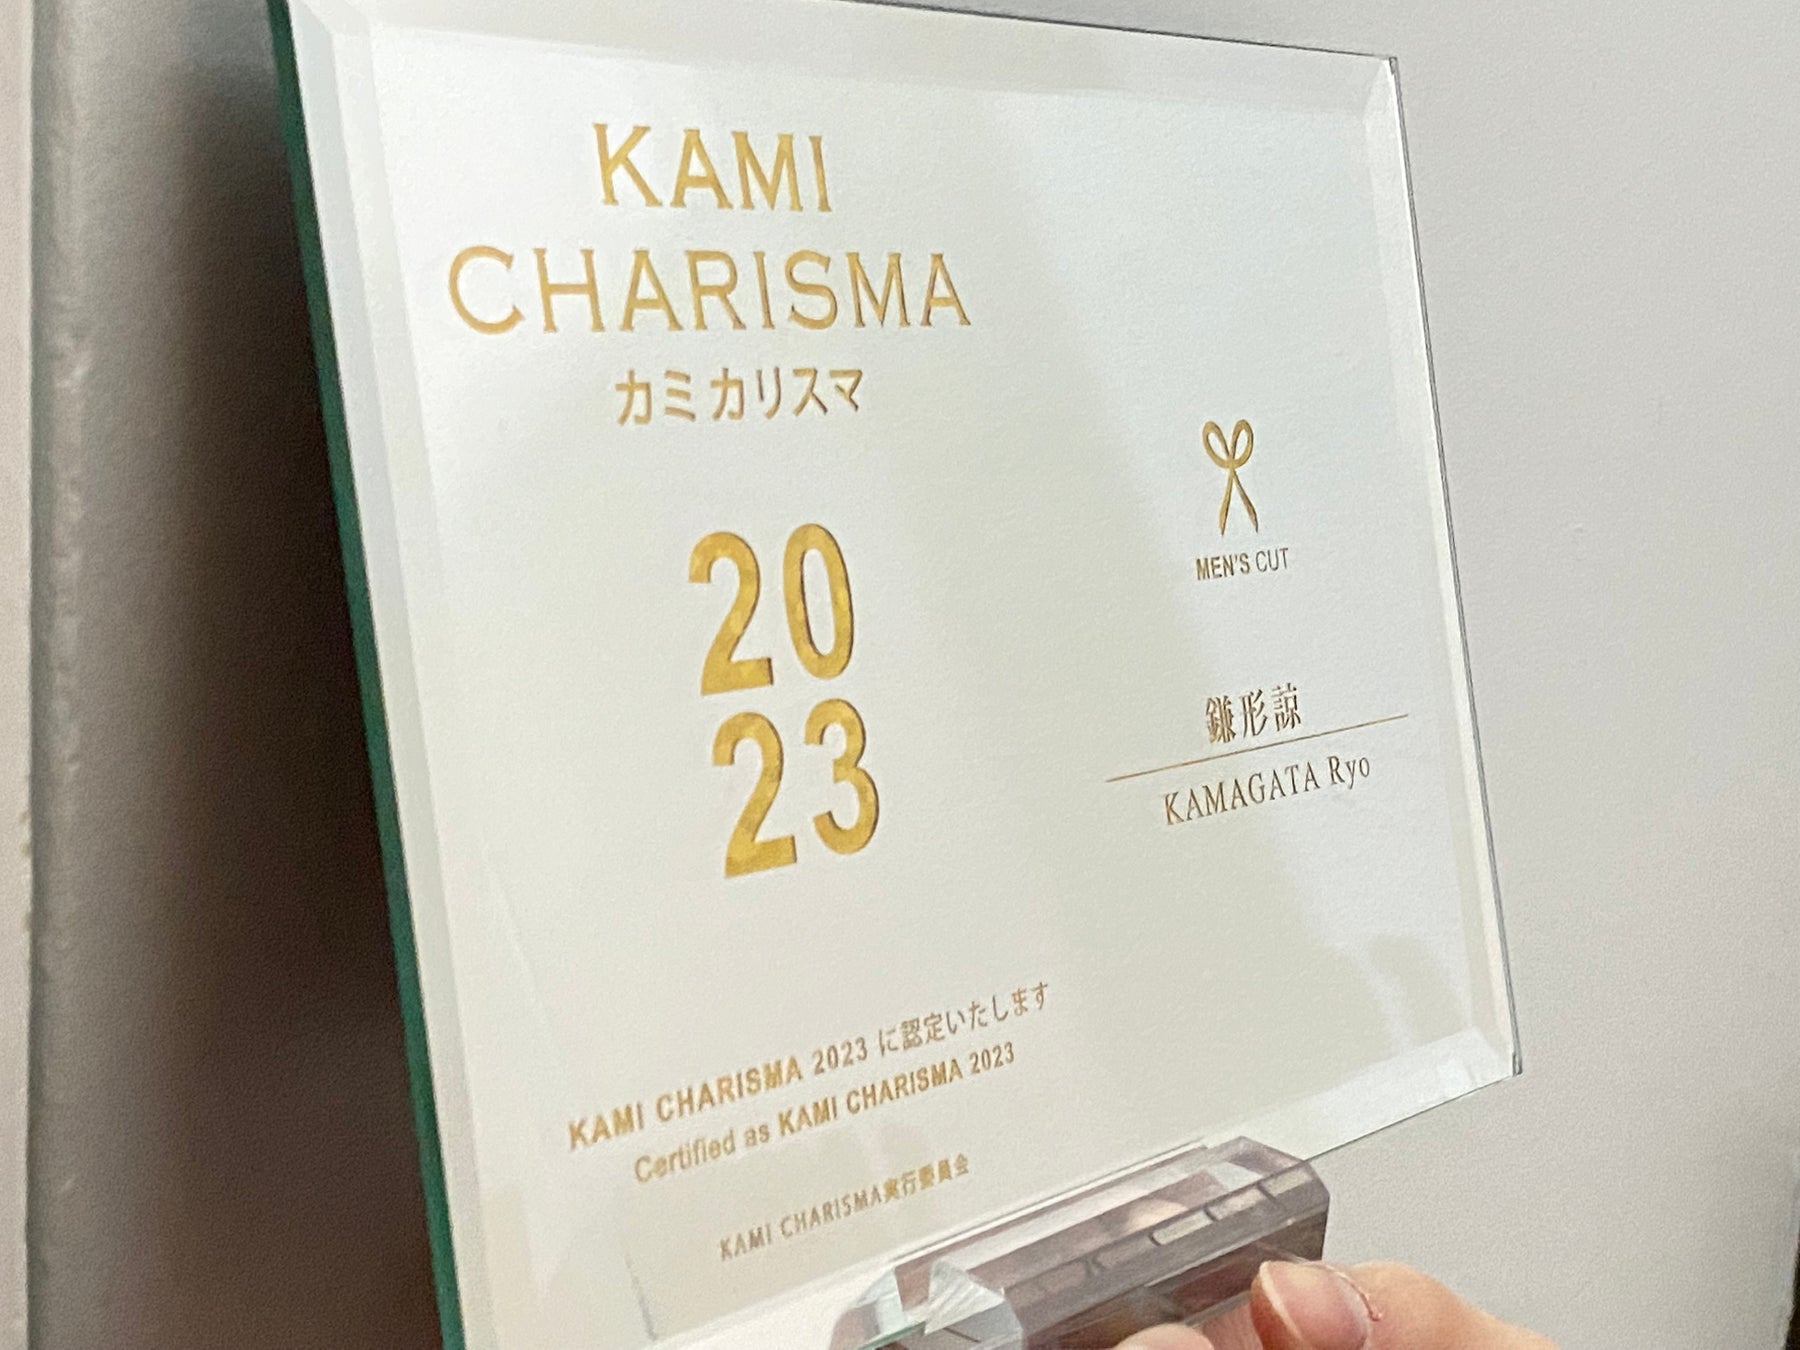 KAMI
CHARISMA
カミカリスマ
20
23
MEN'S CUT
鎌形諒
KAMAGATA Ryo
KAMI CHARISMA 2023 に認定いたします
Certified as KAMI CHARISMA 2023
KAMI CHARISMA実行委員会